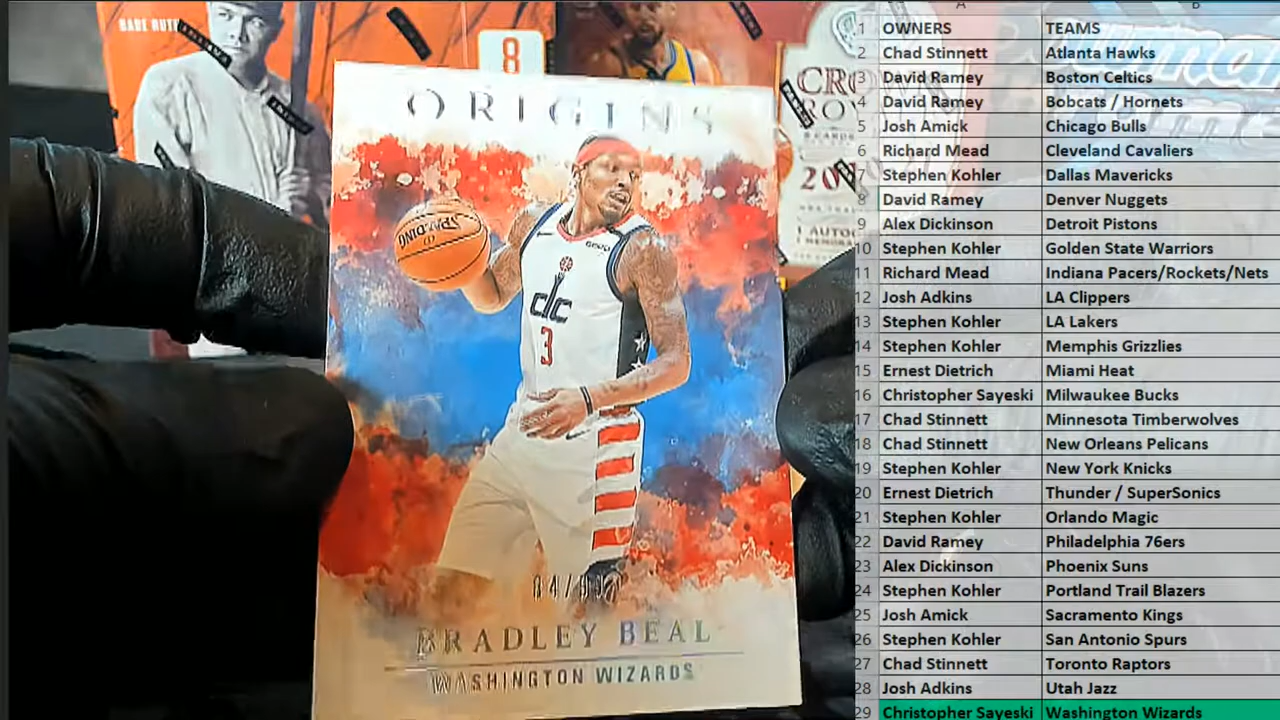 BABE RUTH
8
ORIGINS
SPALDING
GEICO
dc
3
BRADLEY BEAL
WASHINGTON WIZARDS
A B
1 OWNERS TEAMS
2 Chad Stinnett Atlanta Hawks
3 David Ramey Boston Celtics
4 David Ramey Bobcats / Hornets
5 Josh Amick Chicago Bulls
6 Richard Mead Cleveland Cavaliers
7 Stephen Kohler Dallas Mavericks
8 David Ramey Denver Nuggets
9 Alex Dickinson Detroit Pistons
10 Stephen Kohler Golden State Warriors
11 Richard Mead Indiana Pacers/Rockets/Nets
12 Josh Adkins LA Clippers
13 Stephen Kohler LA Lakers
14 Stephen Kohler Memphis Grizzlies
15 Ernest Dietrich Miami Heat
16 Christopher Sayeski Milwaukee Bucks
17 Chad Stinnett Minnesota Timberwolves
18 Chad Stinnett New Orleans Pelicans
19 Stephen Kohler New York Knicks
20 Ernest Dietrich Thunder / SuperSonics
21 Stephen Kohler Orlando Magic
22 David Ramey Philadelphia 76ers
23 Alex Dickinson Phoenix Suns
24 Stephen Kohler Portland Trail Blazers
25 Josh Amick Sacramento Kings
26 Stephen Kohler San Antonio Spurs
27 Chad Stinnett Toronto Raptors
28 Josh Adkins Utah Jazz
29 Christopher Sayeski Washington Wizards